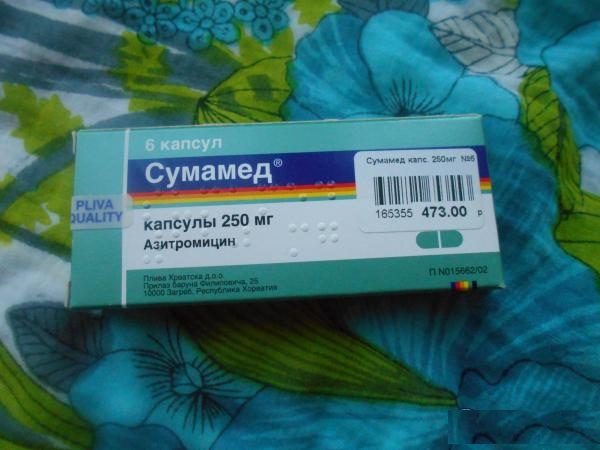 6 капсул
Сумамед®
Сумамед капс. 250мг №6
165355 473.00 Р
PLIVA
QUALITY
капсулы 250 мг
Азитромицин
Плива Хрватска д.о.о.
Прилаз баруна Филиповича, 25
10000 Загреб, Республика Хорватия
П N015662/02